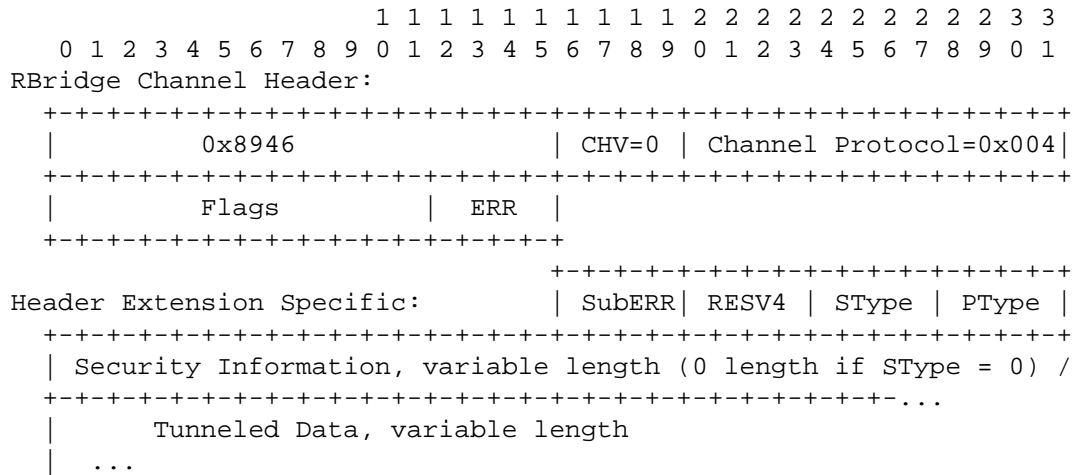 1 1 1 1 1 1 1 1 1 1 2 2 2 2 2 2 2 2 2 2 3 3
   0 1 2 3 4 5 6 7 8 9 0 1 2 3 4 5 6 7 8 9 0 1 2 3 4 5 6 7 8 9 0 1
RBridge Channel Header:
  +-+-+-+-+-+-+-+-+-+-+-+-+-+-+-+-+-+-+-+-+-+-+-+-+-+-+-+-+-+-+-+-+
  |         0x8946                | CHV=0 | Channel Protocol=0x004|
  +-+-+-+-+-+-+-+-+-+-+-+-+-+-+-+-+-+-+-+-+-+-+-+-+-+-+-+-+-+-+-+-+
  |         Flags         |  ERR  |
  +-+-+-+-+-+-+-+-+-+-+-+-+-+-+-+-+
                                  +-+-+-+-+-+-+-+-+-+-+-+-+-+-+-+-+
Header Extension Specific:        | SubERR| RESV4 | SType | PType |
  +-+-+-+-+-+-+-+-+-+-+-+-+-+-+-+-+-+-+-+-+-+-+-+-+-+-+-+-+-+-+-+-+
  | Security Information, variable length (0 length if SType = 0) /
  +-+-+-+-+-+-+-+-+-+-+-+-+-+-+-+-+-+-+-+-+-+-+-+-+-+-+-...
  |      Tunneled Data, variable length
  |  ...